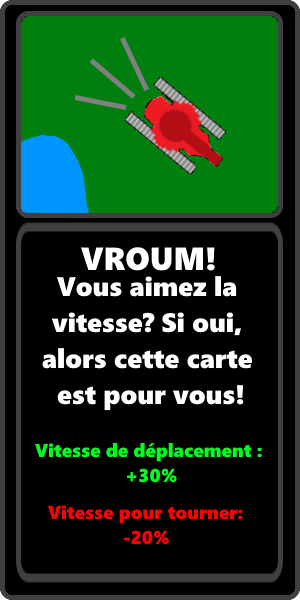 VROUM!
Vous aimez la
vitesse? Si oui,
alors cette carte
est pour vous!
Vitesse de déplacement :
+30%
Vitesse pour tourner:
-20%